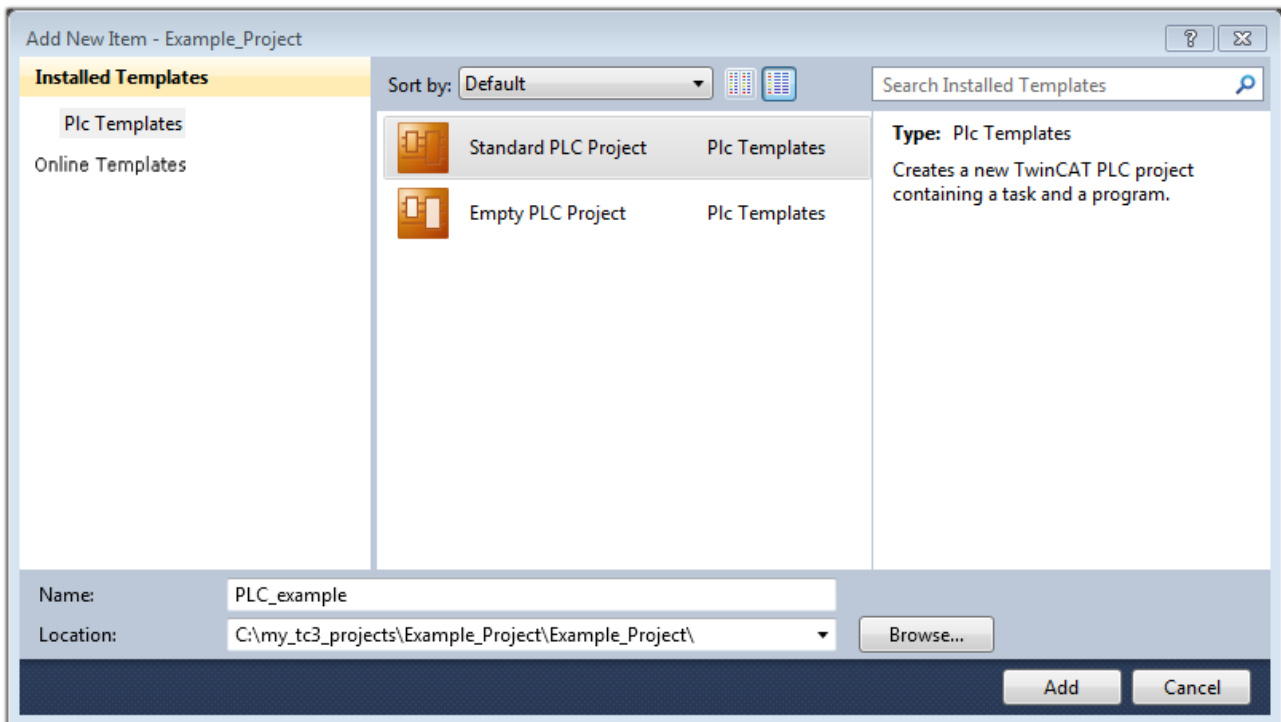 Add New Item - Example_Project
Installed Templates
Plc Templates
Online Templates
Sort by: Default
Search Installed Templates
Standard PLC Project Plc Templates
Empty PLC Project Plc Templates
Type: Plc Templates
Creates a new TwinCAT PLC project
containing a task and a program.
Name: PLC_example
Location: C:\my_tc3_projects\Example_Project\Example_Project\ Browse...
Add Cancel